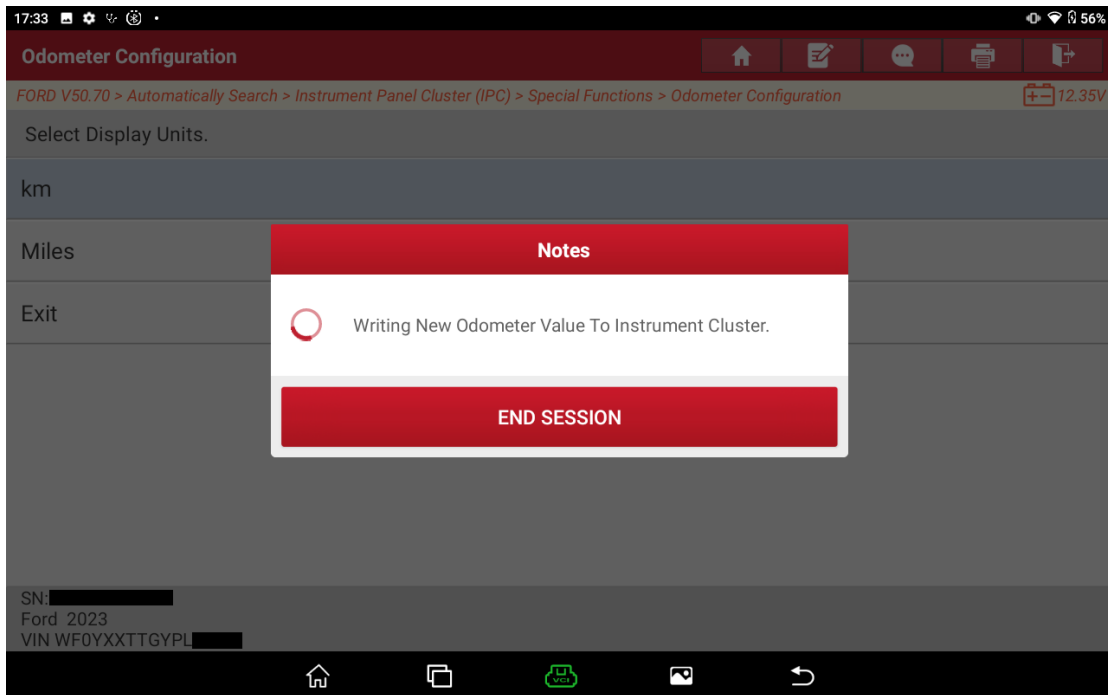 17:33
56%
Odometer Configuration
FORD V50.70 > Automatically Search > Instrument Panel Cluster (IPC) > Special Functions > Odometer Configuration
12.35V
Select Display Units.
km
Miles
Exit
Notes
Writing New Odometer Value To Instrument Cluster.
END SESSION
SN:
Ford 2023
VIN WF0YXXTTGYPL
VCI